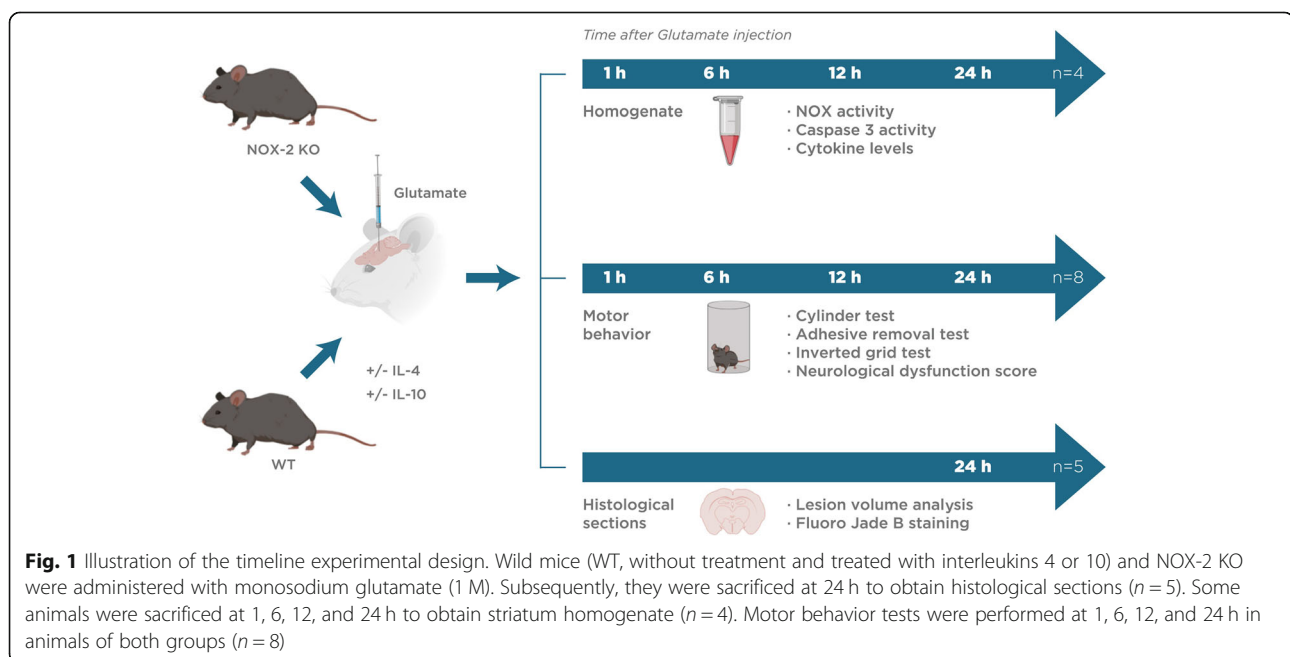 Time after Glutamate injection
1 h 6 h 12 h 24 h n=4
Homogenate
· NOX activity
· Caspase 3 activity
· Cytokine levels
NOX-2 KO
Glutamate
1 h 6 h 12 h 24 h n=8
Motor
behavior
· Cylinder test
· Adhesive removal test
· Inverted grid test
· Neurological dysfunction score
+/- IL-4
+/- IL-10
WT
24 h n=5
Histological
sections
· Lesion volume analysis
· Fluoro Jade B staining
Fig. 1 Illustration of the timeline experimental design. Wild mice (WT, without treatment and treated with interleukins 4 or 10) and NOX-2 KO
were administered with monosodium glutamate (1 M). Subsequently, they were sacrificed at 24 h to obtain histological sections (n = 5). Some
animals were sacrificed at 1, 6, 12, and 24 h to obtain striatum homogenate (n = 4). Motor behavior tests were performed at 1, 6, 12, and 24 h in
animals of both groups (n = 8)